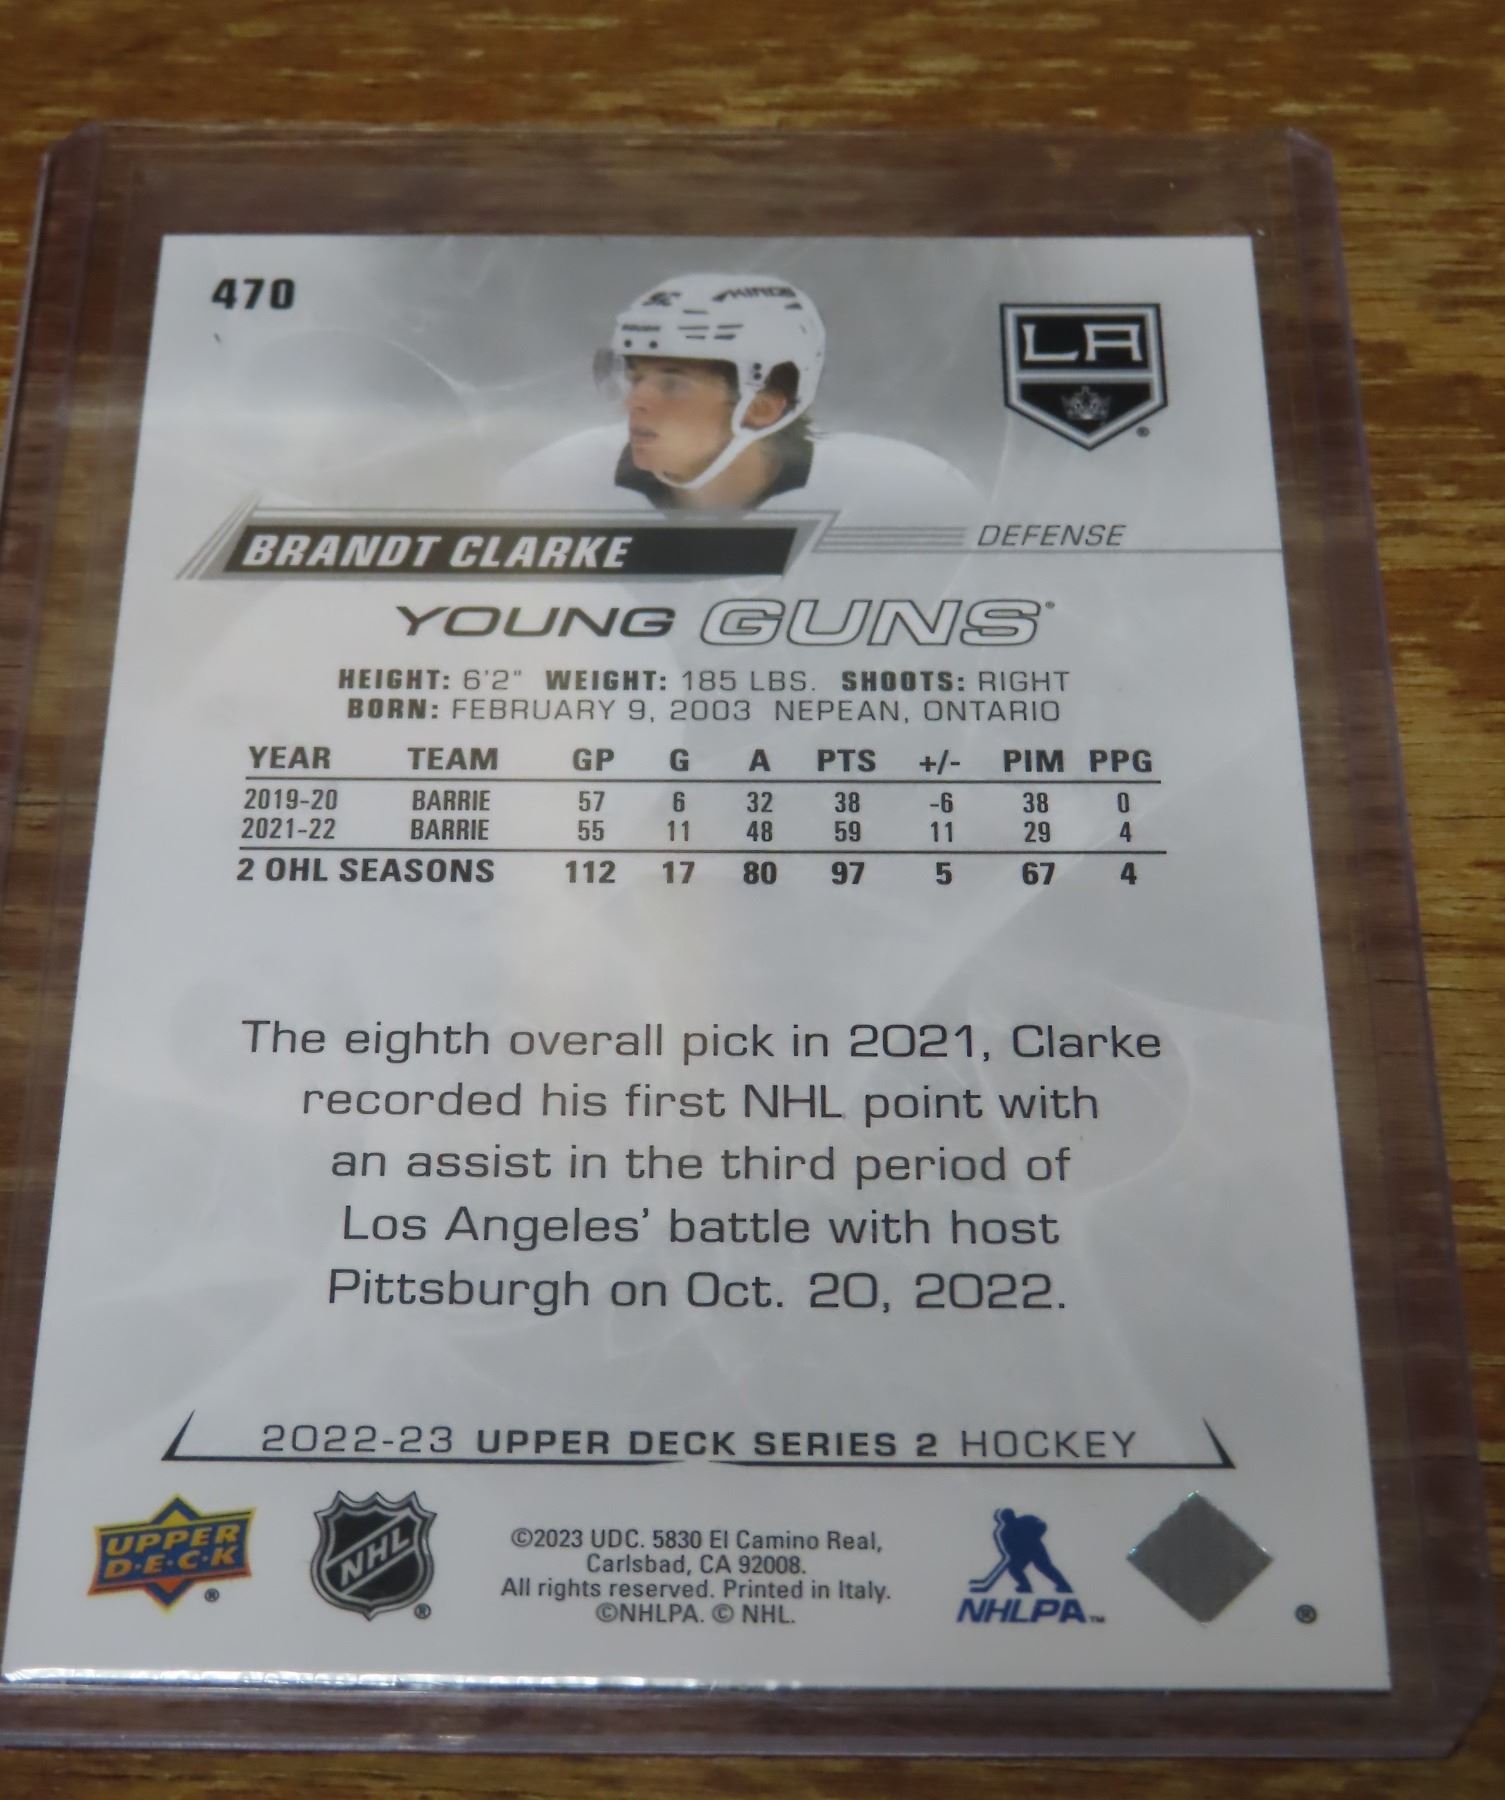 470
KINGS
LA
BRANDT CLARKE
DEFENSE
YOUNG GUNS®
HEIGHT: 6'2" WEIGHT: 185 LBS. SHOOTS: RIGHT
BORN: FEBRUARY 9, 2003 NEPEAN, ONTARIO
YEAR TEAM GP G A PTS +/- PIM PPG
2019-20 BARRIE 57 6 32 38 -6 38 0
2021-22 BARRIE 55 11 48 59 11 29 4
2 OHL SEASONS 112 17 80 97 5 67 4
The eighth overall pick in 2021, Clarke
recorded his first NHL point with
an assist in the third period of
Los Angeles' battle with host
Pittsburgh on Oct. 20, 2022.
2022-23 UPPER DECK SERIES 2 HOCKEY
UPPER
D·E·C·K
®
NHL
®
©2023 UDC. 5830 El Camino Real,
Carlsbad, CA 92008.
All rights reserved. Printed in Italy.
©NHLPA. © NHL.
NHLPA™
®